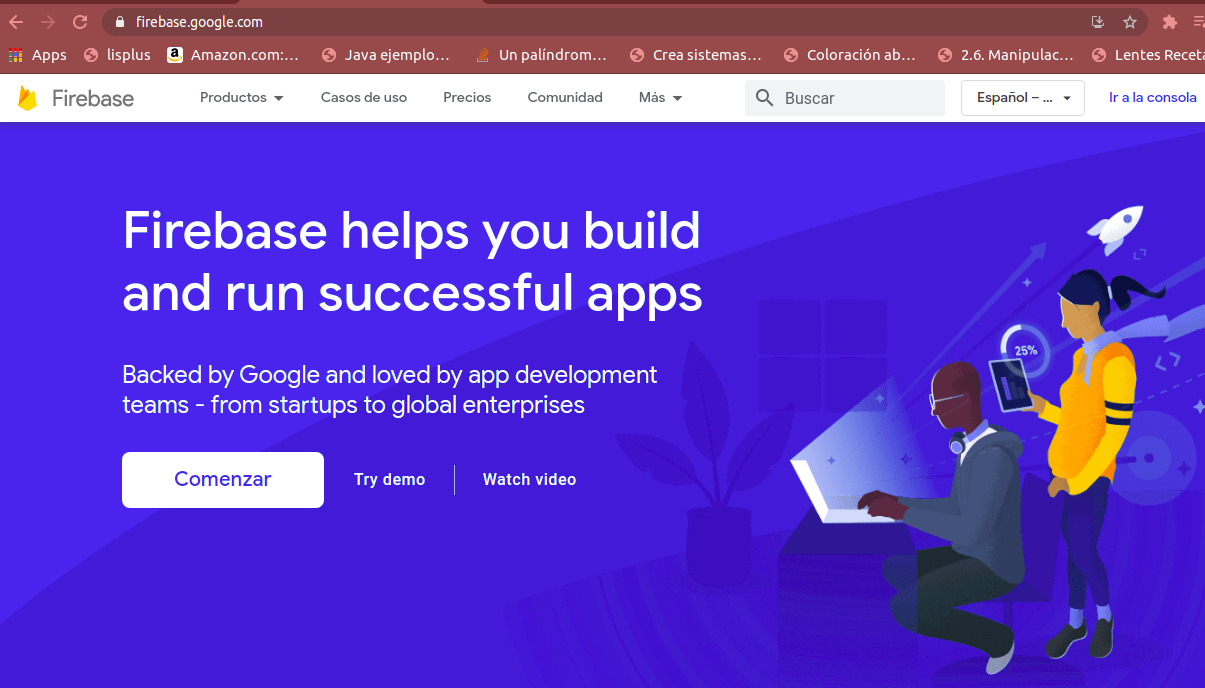 firebase.google.com
Apps lisplus Amazon.com:... Java ejemplo... Un palíndrom... Crea sistemas... Coloración ab... 2.6. Manipulac... Lentes Receta
Firebase Productos Casos de uso Precios Comunidad Más Buscar Español – ... Ir a la consola
Firebase helps you build
and run successful apps
25%
Backed by Google and loved by app development
teams - from startups to global enterprises
Comenzar Try demo Watch video